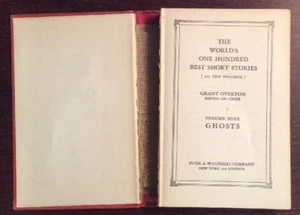 THE
WORLD'S
ONE HUNDRED
BEST SHORT STORIES
[IN TEN VOLUMES]
GRANT OVERTON
EDITOR-IN-CHIEF
VOLUME NINE
GHOSTS
FUNK & WAGNALLS COMPANY
NEW YORK AND LONDON